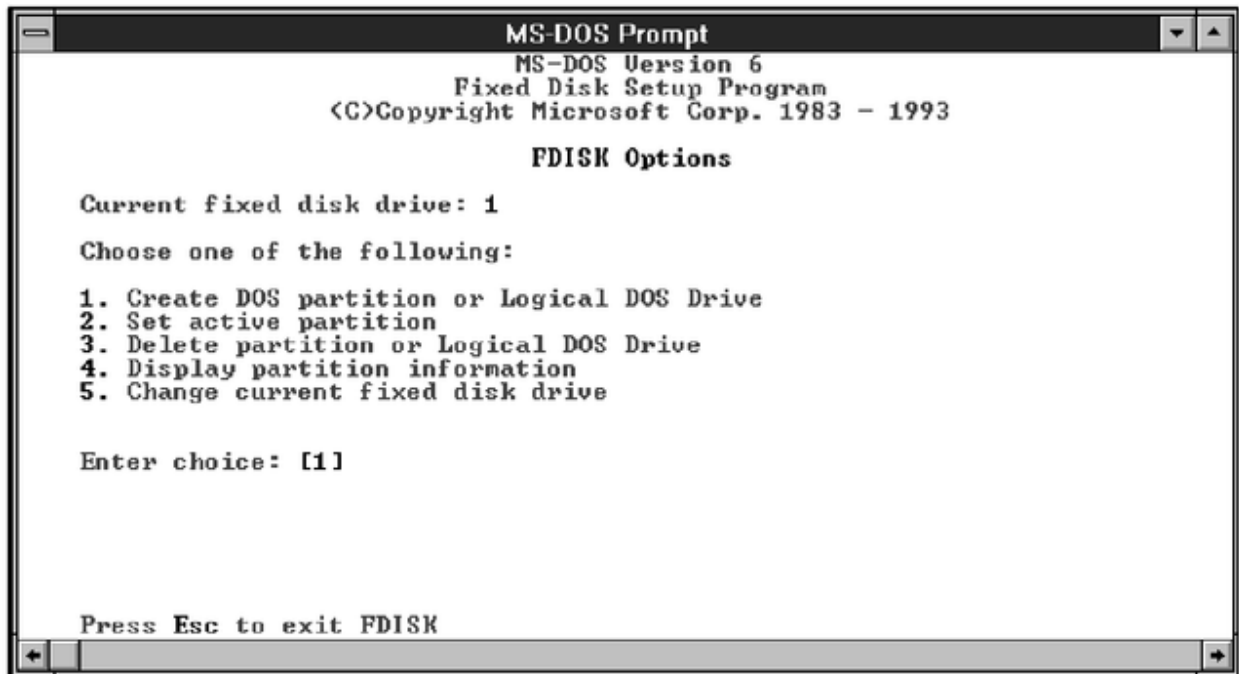 MS-DOS Prompt
MS-DOS Version 6
Fixed Disk Setup Program
(C)Copyright Microsoft Corp. 1983 - 1993
FDISK Options
Current fixed disk drive: 1
Choose one of the following:
1. Create DOS partition or Logical DOS Drive
2. Set active partition
3. Delete partition or Logical DOS Drive
4. Display partition information
5. Change current fixed disk drive
Enter choice: [1]
Press Esc to exit FDISK